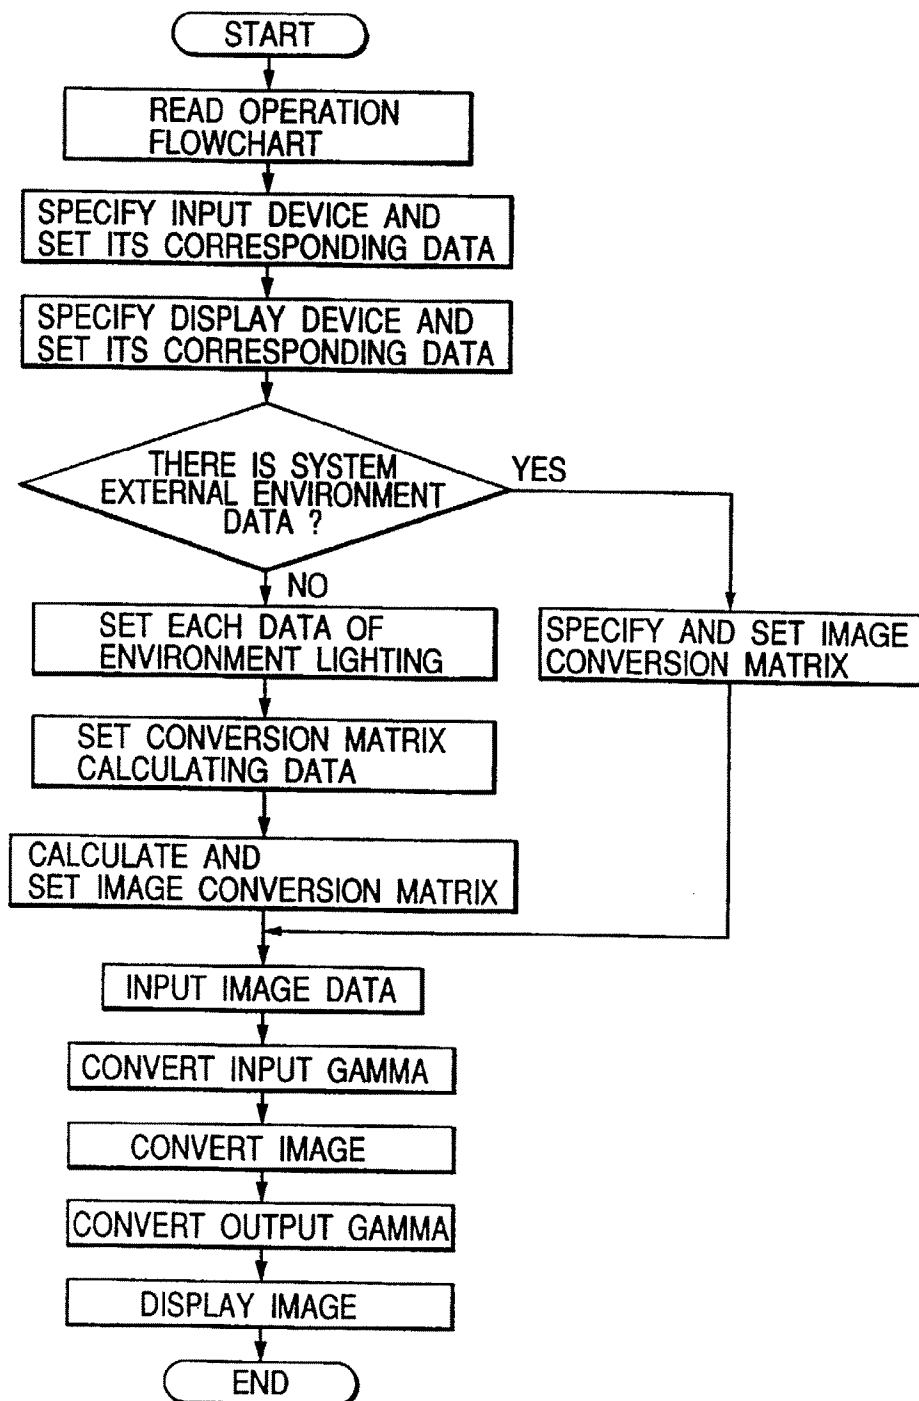 START
READ OPERATION
FLOWCHART
SPECIFY INPUT DEVICE AND
SET ITS CORRESPONDING DATA
SPECIFY DISPLAY DEVICE AND
SET ITS CORRESPONDING DATA
THERE IS SYSTEM
EXTERNAL ENVIRONMENT
DATA ?
YES
NO
SET EACH DATA OF
ENVIRONMENT LIGHTING
SPECIFY AND SET IMAGE
CONVERSION MATRIX
SET CONVERSION MATRIX
CALCULATING DATA
CALCULATE AND
SET IMAGE CONVERSION MATRIX
INPUT IMAGE DATA
CONVERT INPUT GAMMA
CONVERT IMAGE
CONVERT OUTPUT GAMMA
DISPLAY IMAGE
END